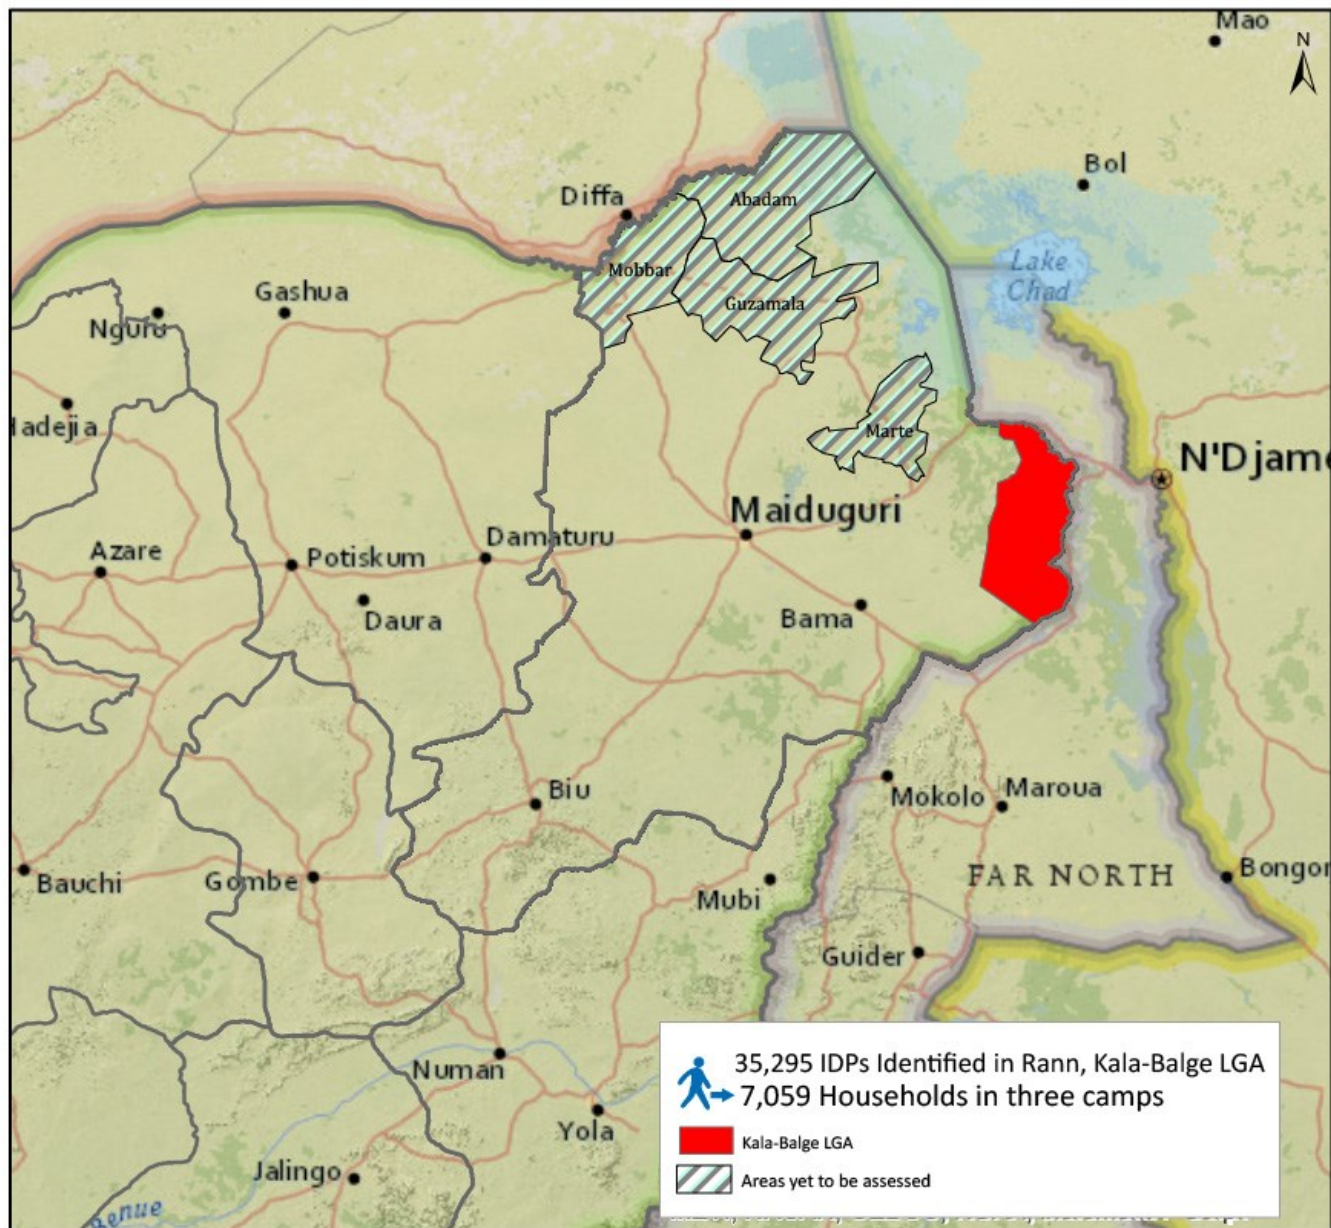 Mao
N
Bol
Diffa
Abadam
Mobbar
Lake
Chad
Gashua
Guzamala
Nguru
Hadejia
Marte
N'Djame
Maiduguri
Damaturu
Azare
Potiskum
Daura
Bama
Biu
Mokolo
Maroua
Bauchi
Gombe
Mubi
FAR NORTH
Bongor
Guider
35,295 IDPs Identified in Rann, Kala-Balge LGA
7,059 Households in three camps
Numan
Yola
Kala-Balge LGA
Jalingo
Areas yet to be assessed
Benue